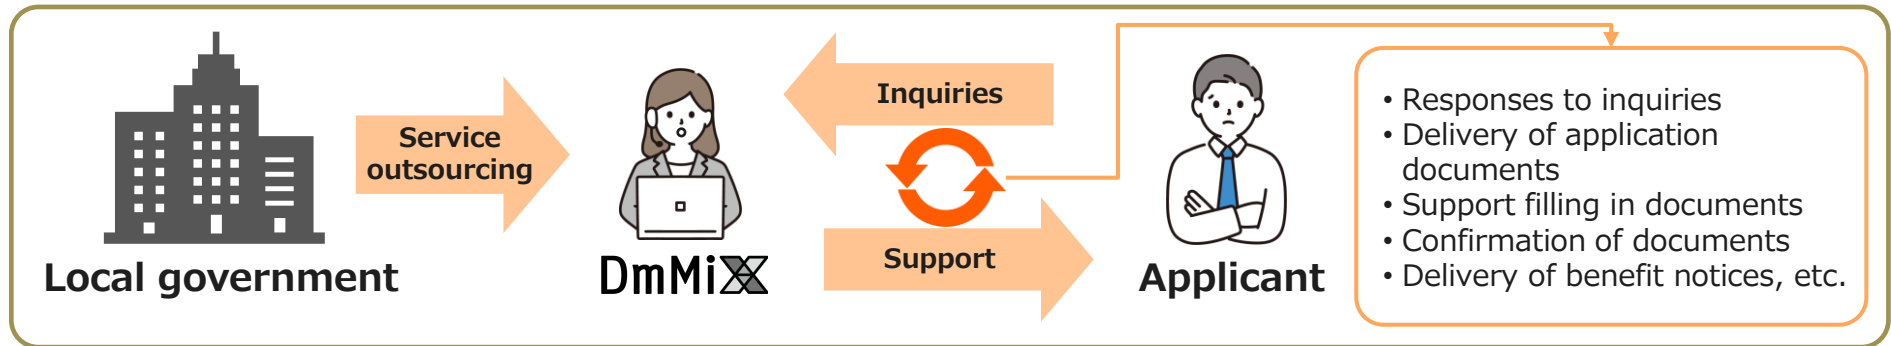 Local government
Service
outsourcing
DmMiX
Inquiries
Support
Applicant
• Responses to inquiries
• Delivery of application
documents
• Support filling in documents
• Confirmation of documents
• Delivery of benefit notices, etc.